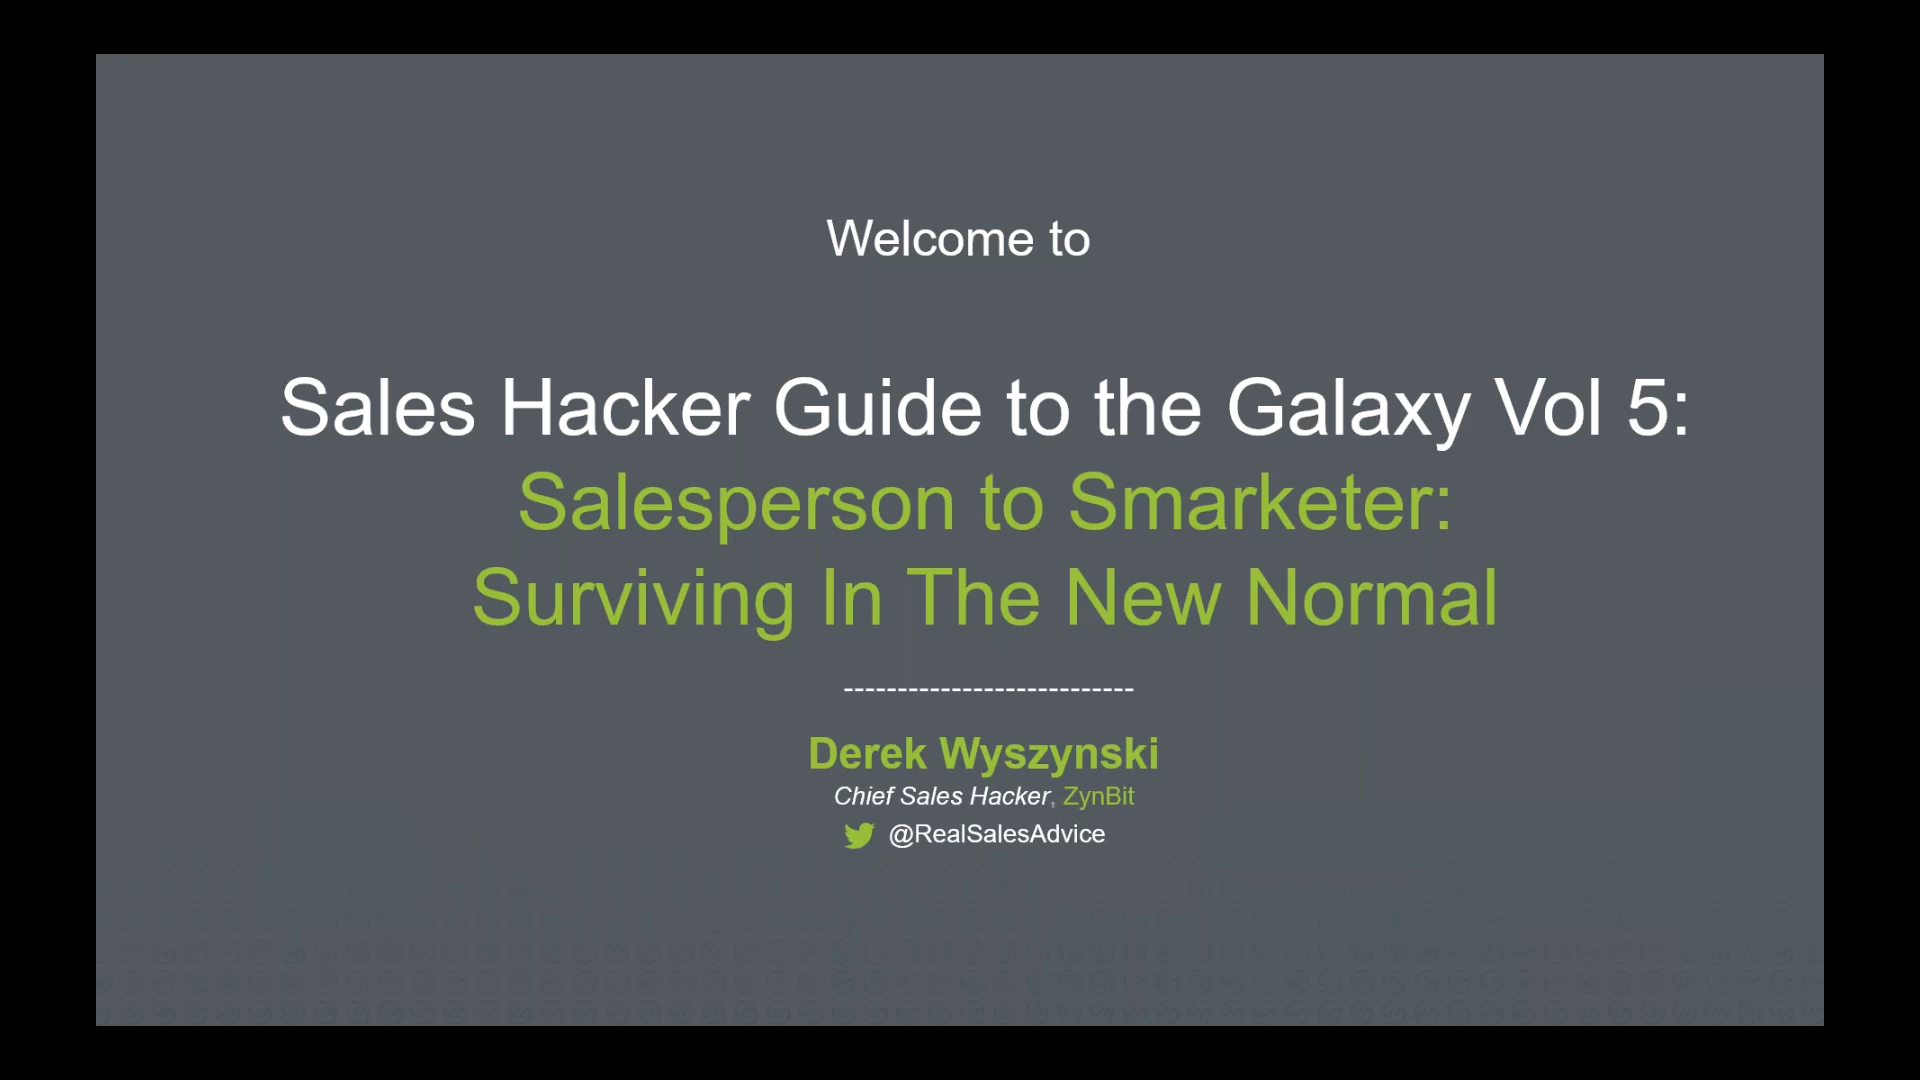 Welcome to
Sales Hacker Guide to the Galaxy Vol 5:
Salesperson to Smarketer:
Surviving In The New Normal
---------------------------
Derek Wyszynski
Chief Sales Hacker, ZynBit
@RealSalesAdvice